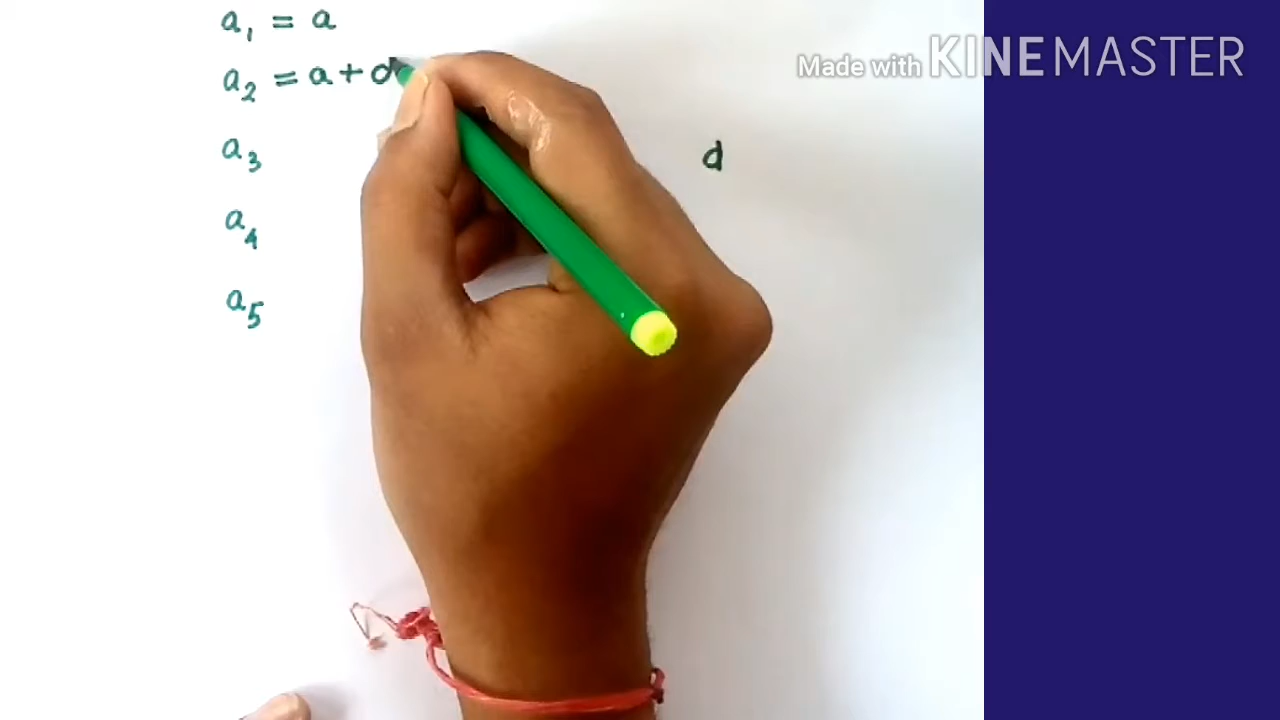 a₁ = a
Made with KINEMASTER
a₂ = a + d
a₃
d
a₄
a₅